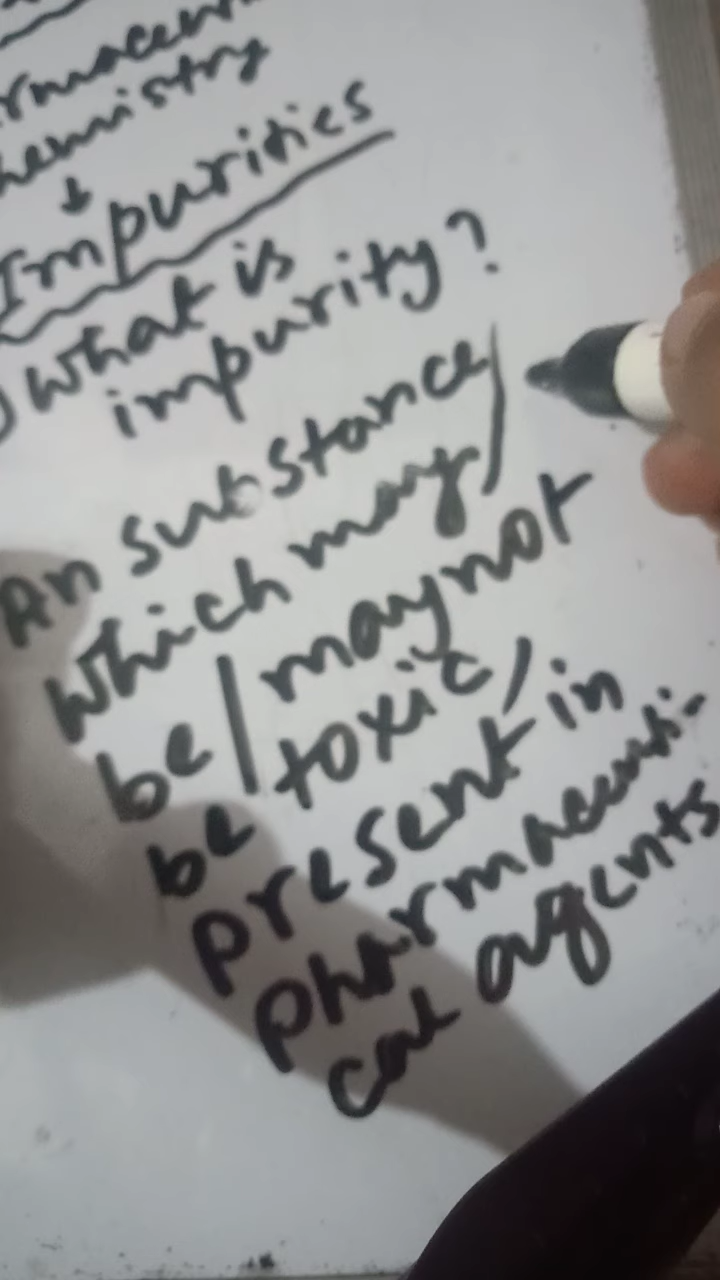 hemistry
↓
Impurities
what is
impurity?
An substance/
which may/
be/may not
be toxic/
present in
pharmaceuti-
cal agents